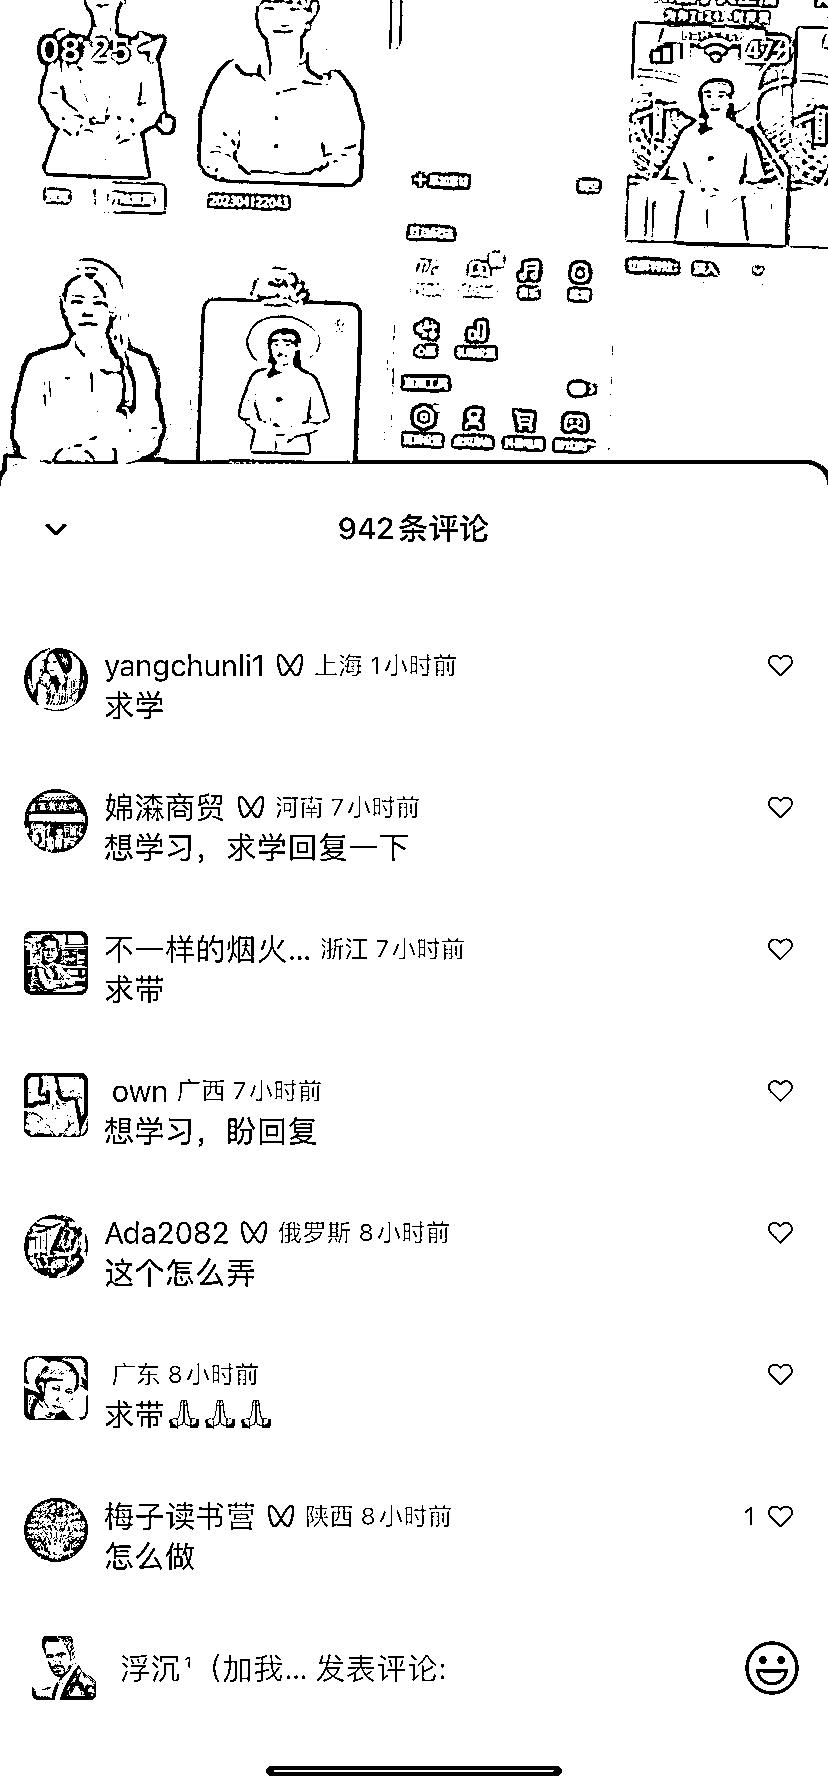 08:25
47
20230412 2043
942条评论
yangchunli1 上海 1小时前
求学
婂潹商贸 河南 7小时前
想学习，求学回复一下
不一样的烟火... 浙江 7小时前
求带
own 广西 7小时前
想学习，盼回复
Ada2082 俄罗斯 8小时前
这个怎么弄
广东 8小时前
求带🙏🙏🙏
梅子读书营 陕西 8小时前
1
怎么做
浮沉¹（加我... 发表评论: